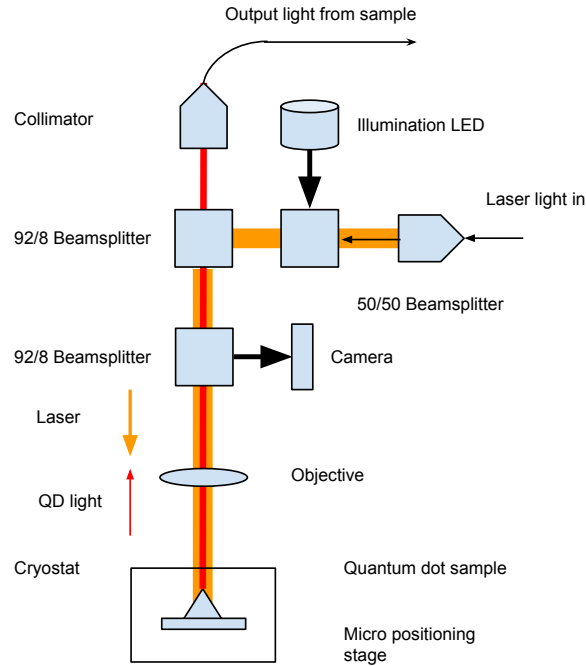 Output light from sample
Collimator
Illumination LED
Laser light in
92/8 Beamsplitter
50/50 Beamsplitter
92/8 Beamsplitter
Camera
Laser
Objective
QD light
Cryostat
Quantum dot sample
Micro positioning
stage